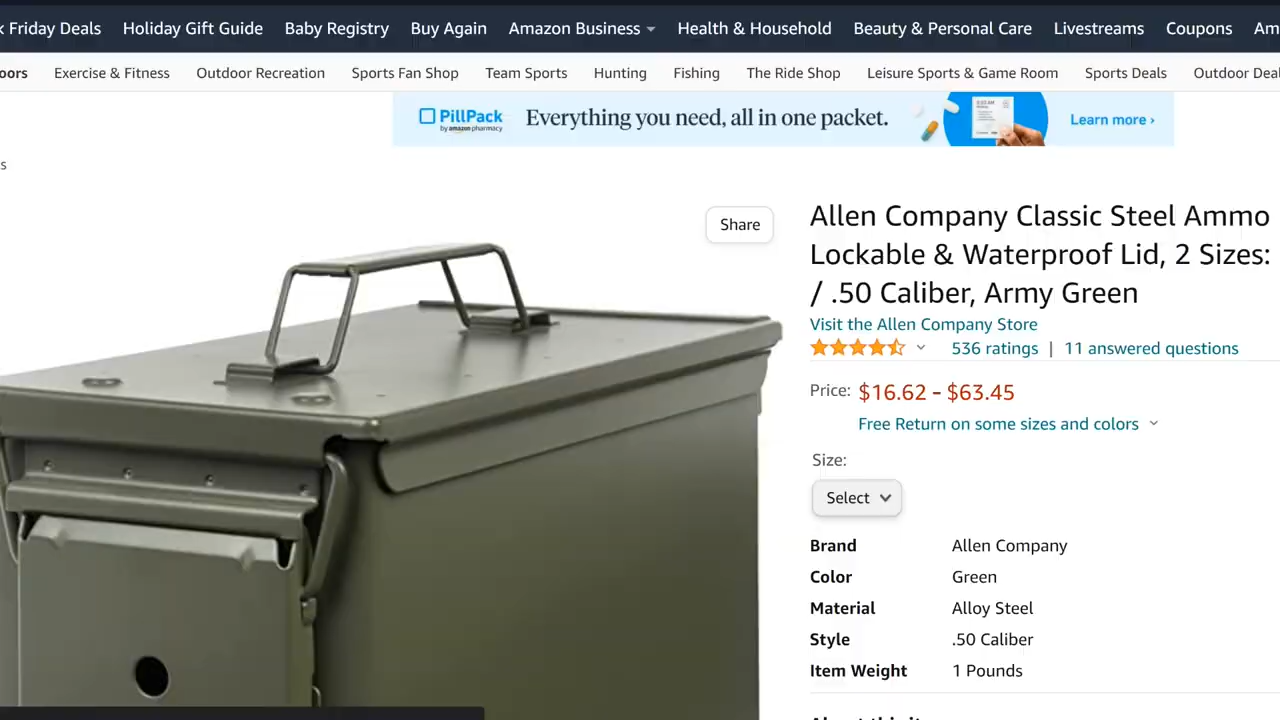 k Friday Deals Holiday Gift Guide Baby Registry Buy Again Amazon Business Health & Household Beauty & Personal Care Livestreams Coupons Am
oors Exercise & Fitness Outdoor Recreation Sports Fan Shop Team Sports Hunting Fishing The Ride Shop Leisure Sports & Game Room Sports Deals Outdoor Deal
PillPack
by amazon pharmacy
Everything you need, all in one packet.
Learn more ›
s
Share
Allen Company Classic Steel Ammo
Lockable & Waterproof Lid, 2 Sizes:
/ .50 Caliber, Army Green
Visit the Allen Company Store
536 ratings | 11 answered questions
Price: $16.62 - $63.45
Free Return on some sizes and colors
Size:
Select
Brand Allen Company
Color Green
Material Alloy Steel
Style .50 Caliber
Item Weight 1 Pounds